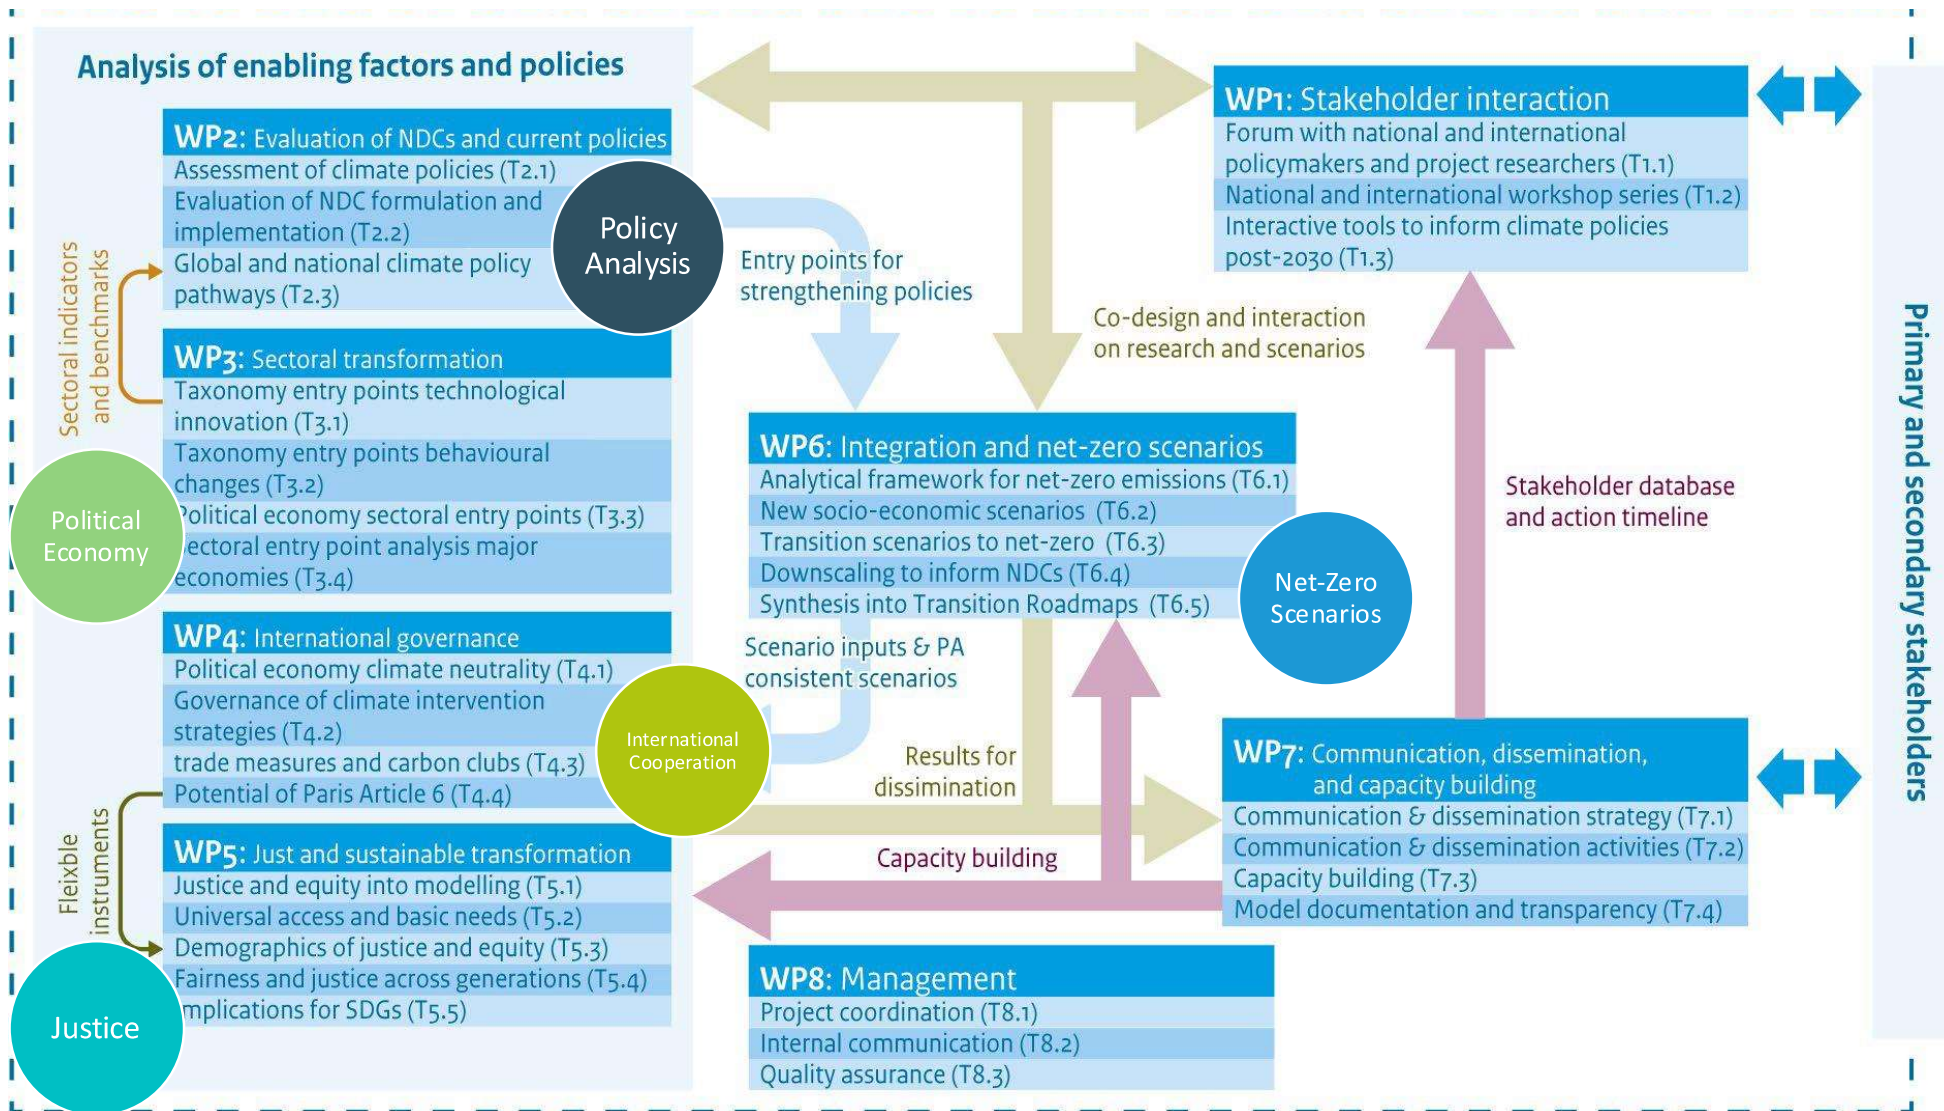 Analysis of enabling factors and policies
WP2: Evaluation of NDCs and current policies
Assessment of climate policies (T2.1)
Evaluation of NDC formulation and
implementation (T2.2)
Global and national climate policy
pathways (T2.3)
Policy
Analysis
Sectoral indicators
and benchmarks
WP3: Sectoral transformation
Taxonomy entry points technological
innovation (T3.1)
Taxonomy entry points behavioural
changes (T3.2)
Political economy sectoral entry points (T3.3)
Sectoral entry point analysis major
economies (T3.4)
Political
Economy
WP4: International governance
Political economy climate neutrality (T4.1)
Governance of climate intervention
strategies (T4.2)
trade measures and carbon clubs (T4.3)
Potential of Paris Article 6 (T4.4)
International
Cooperation
Fleixble
instruments
WP5: Just and sustainable transformation
Justice and equity into modelling (T5.1)
Universal access and basic needs (T5.2)
Demographics of justice and equity (T5.3)
Fairness and justice across generations (T5.4)
Implications for SDGs (T5.5)
Justice
Entry points for
strengthening policies
Co-design and interaction
on research and scenarios
WP6: Integration and net-zero scenarios
Analytical framework for net-zero emissions (T6.1)
New socio-economic scenarios (T6.2)
Transition scenarios to net-zero (T6.3)
Downscaling to inform NDCs (T6.4)
Synthesis into Transition Roadmaps (T6.5)
Net-Zero
Scenarios
Scenario inputs & PA
consistent scenarios
Results for
dissimination
Capacity building
WP8: Management
Project coordination (T8.1)
Internal communication (T8.2)
Quality assurance (T8.3)
WP1: Stakeholder interaction
Forum with national and international
policymakers and project researchers (T1.1)
National and international workshop series (T1.2)
Interactive tools to inform climate policies
post-2030 (T1.3)
Stakeholder database
and action timeline
WP7: Communication, dissemination,
and capacity building
Communication & dissemination strategy (T7.1)
Communication & dissemination activities (T7.2)
Capacity building (T7.3)
Model documentation and transparency (T7.4)
Primary and secondary stakeholders